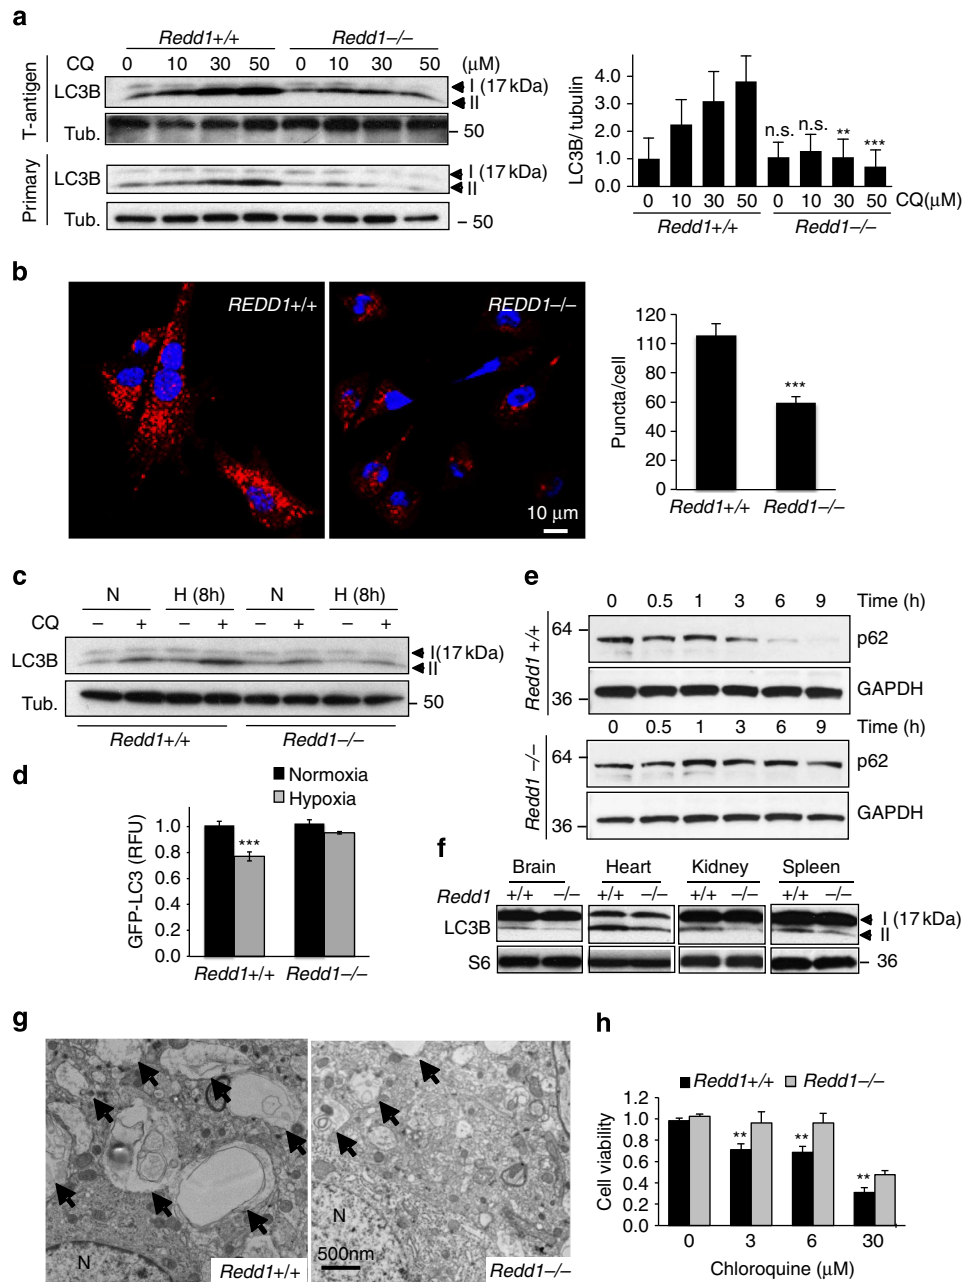 a
Redd1+/+ Redd1–/–
CQ 0 10 30 50 0 10 30 50 (μM)
T-antigen
LC3B I (17 kDa)
II
Tub. – 50
Primary
LC3B I (17 kDa)
II
Tub. – 50
LC3B/ tubulin
4.0
3.0
2.0
1.0
0.0
n.s. n.s. ** ***
0 10 30 50 0 10 30 50 CQ(μM)
Redd1+/+ Redd1–/–
b
REDD1+/+
REDD1–/–
10 μm
Puncta/cell
120
100
80
60
40
20
0
***
Redd1+/+ Redd1–/–
c
N H (8h) N H (8h)
CQ – + – + – + – +
LC3B I(17 kDa)
II
Tub. – 50
Redd1+/+ Redd1–/–
d
Normoxia
Hypoxia
GFP-LC3 (RFU)
1.0
0.8
0.6
0.4
0.2
0.0
***
Redd1+/+ Redd1–/–
e
0 0.5 1 3 6 9 Time (h)
Redd1 +/+
64 – p62
36 – GAPDH
0 0.5 1 3 6 9 Time (h)
Redd1 –/–
64 – p62
36 – GAPDH
f
Brain Heart Kidney Spleen
Redd1 +/+ –/– +/+ –/– +/+ –/– +/+ –/–
LC3B I (17 kDa)
II
S6 – 36
g
N
Redd1+/+
N
500nm
Redd1–/–
h
Redd1+/+ Redd1–/–
Cell viability
1.2
1.0
0.8
0.6
0.4
0.2
0.0
** ** **
0 3 6 30
Chloroquine (μM)